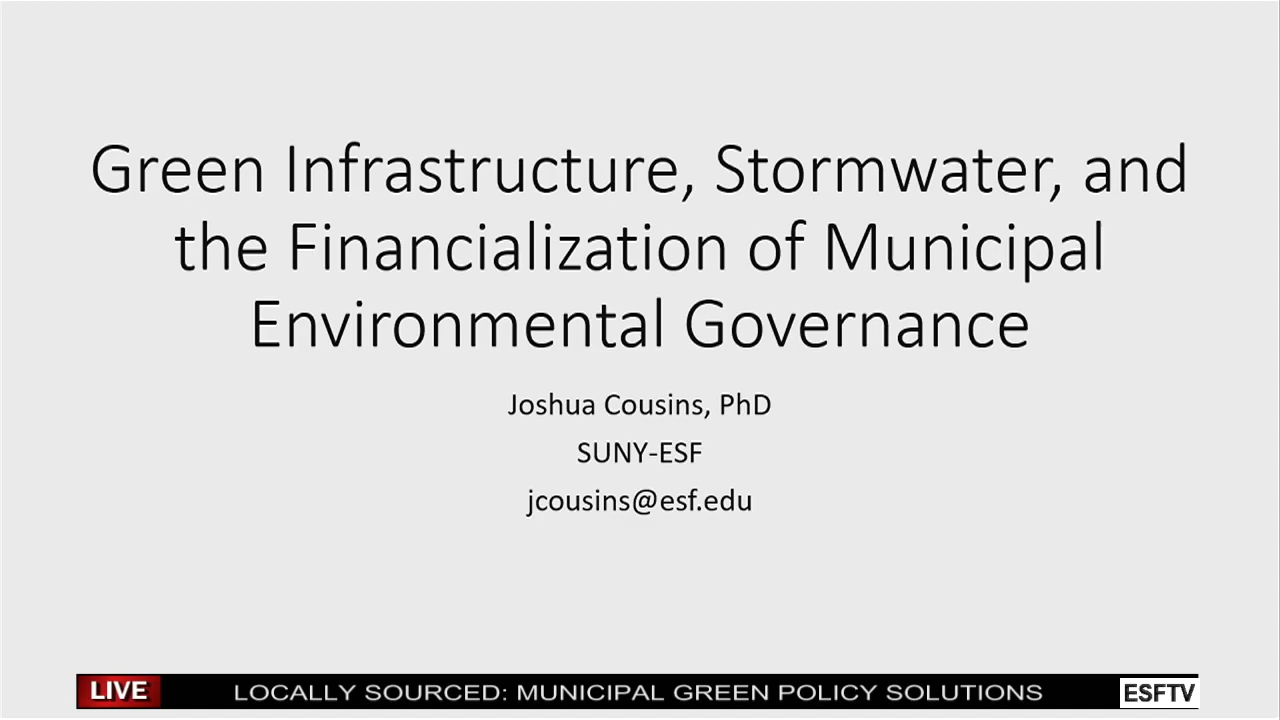 Green Infrastructure, Stormwater, and
the Financialization of Municipal
Environmental Governance
Joshua Cousins, PhD
SUNY-ESF
jcousins@esf.edu
LIVE LOCALLY SOURCED: MUNICIPAL GREEN POLICY SOLUTIONS ESFTV